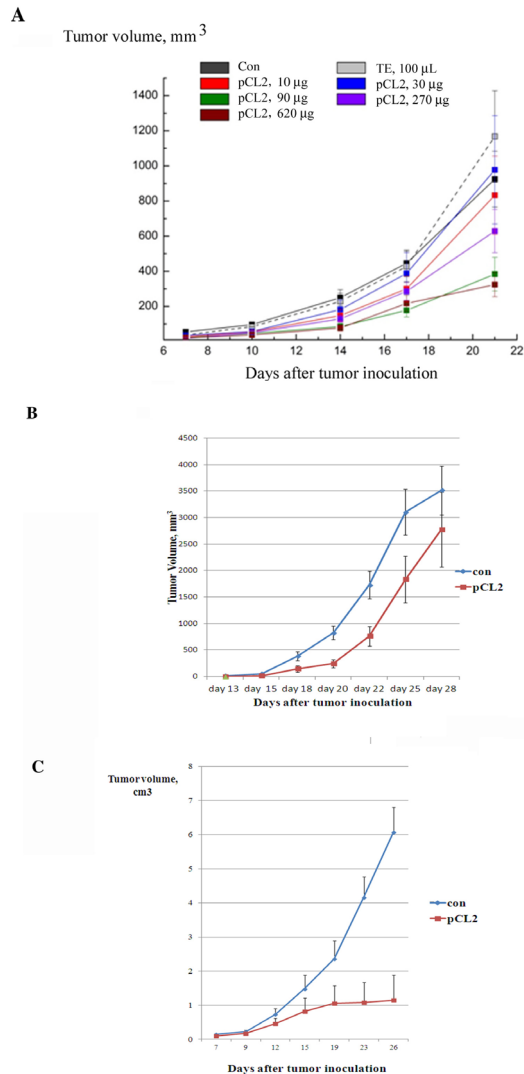 A
Tumor volume, mm3
Con
TE, 100 µL
pCL2, 10 µg
pCL2, 30 µg
pCL2, 90 µg
pCL2, 270 µg
pCL2, 620 µg
1400
1200
1000
800
600
400
200
6 8 10 12 14 16 18 20 22
Days after tumor inoculation
B
Tumor Volume, mm3
4500
4000
3500
3000
2500
2000
1500
1000
500
0
con
pCL2
day 13 day 15 day 18 day 20 day 22 day 25 day 28
Days after tumor inoculation
C
Tumor volume,
cm3
8
7
6
5
4
3
2
1
0
con
pCL2
7 9 12 15 19 23 26
Days after tumor inoculation